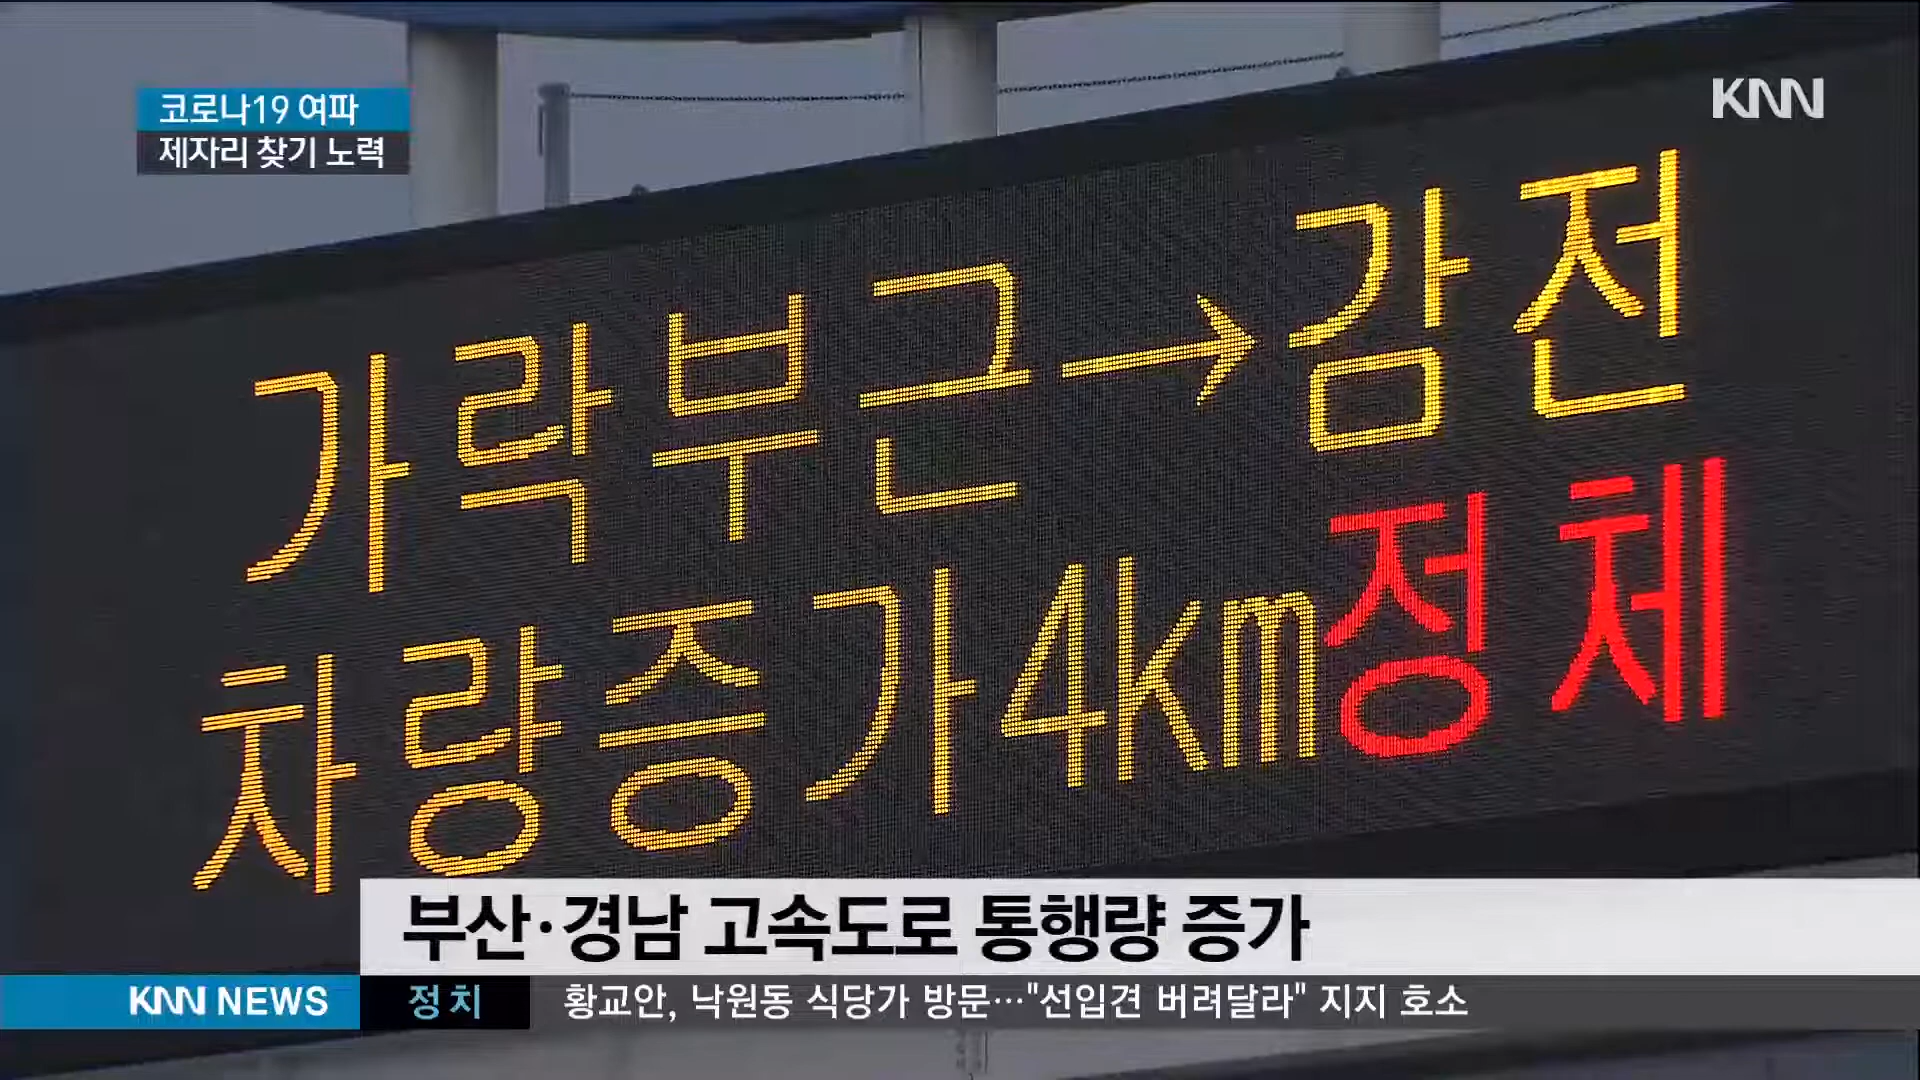 코로나19 여파
제자리 찾기 노력
KNN
가락부근→감전
차량증가4km정체
부산·경남 고속도로 통행량 증가
KNN NEWS
정치
황교안, 낙원동 식당가 방문…"선입견 버려달라" 지지 호소